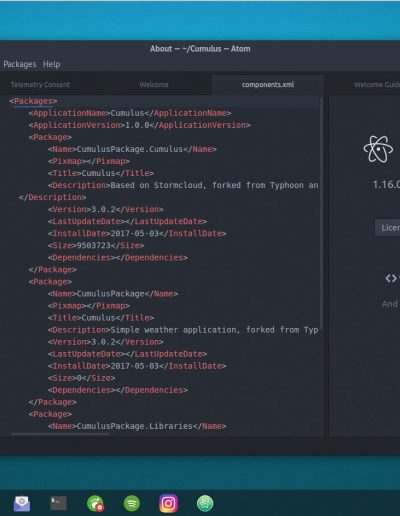 About — ~/Cumulus — Atom
Packages Help
Telemetry Consent
Welcome
components.xml
Welcome Guide
<Packages>
<ApplicationName>Cumulus</ApplicationName>
<ApplicationVersion>1.0.0</ApplicationVersion>
<Package>
<Name>CumulusPackage.Cumulus</Name>
<Pixmap></Pixmap>
<Title>Cumulus</Title>
<Description>Based on Stormcloud, forked from Typhoon an
</Description>
<Version>3.0.2</Version>
<LastUpdateDate></LastUpdateDate>
<InstallDate>2017-05-03</InstallDate>
<Size>9503723</Size>
<Dependencies></Dependencies>
</Package>
<Package>
<Name>CumulusPackage</Name>
<Pixmap></Pixmap>
<Title>Cumulus</Title>
<Description>Simple weather application, forked from Typ
<Version>3.0.2</Version>
<LastUpdateDate></LastUpdateDate>
<InstallDate>2017-05-03</InstallDate>
<Size>0</Size>
<Dependencies></Dependencies>
</Package>
<Package>
<Name>CumulusPackage.Libraries</Name>
1.16.0
Licen
And